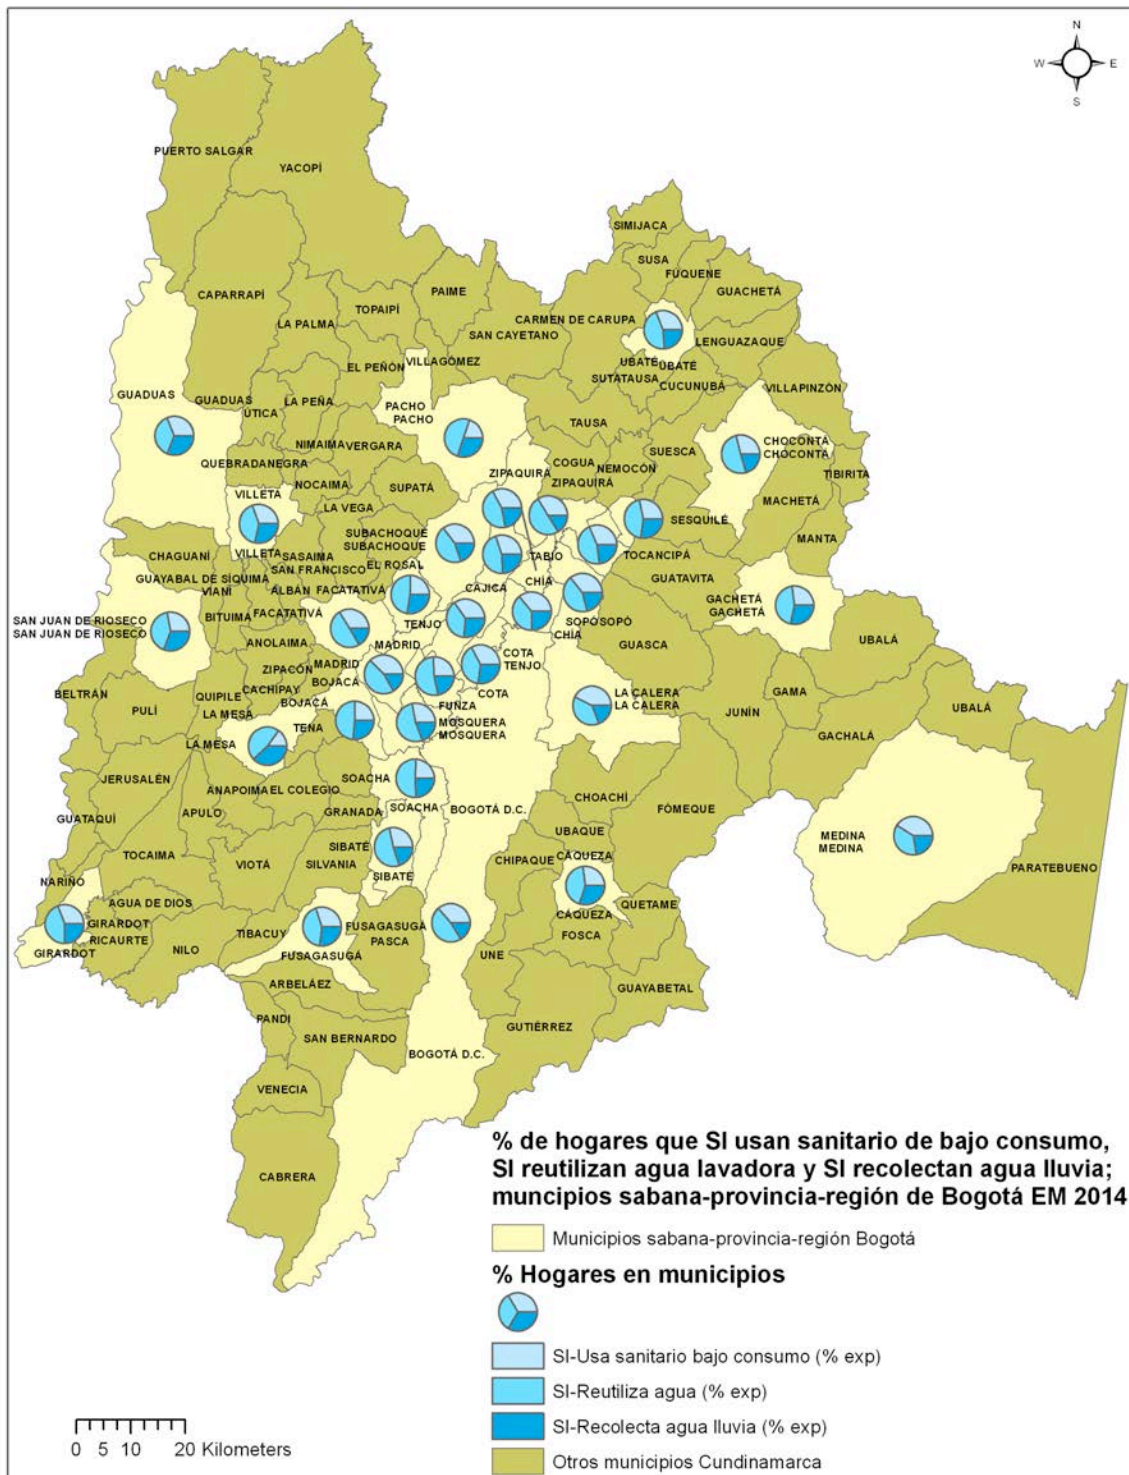 N
W
E
S
PUERTO SALGAR
YACOPÍ
SIMIJACA
SUSA
FÚQUENE
GUACHETÁ
PAIME
CAPARRAPÍ
TOPAIPÍ
CARMEN DE CARUPA
LA PALMA
SAN CAYETANO
LENGUAZAQUE
VILLAGÓMEZ
EL PEÑÓN
UBATÉ
UBATÉ
SUTATAUSA
CUCUNUBÁ
VILLAPINZÓN
GUADUAS
GUADUAS
LA PEÑA
PACHO
PACHO
ÚTICA
TAUSA
NIMAIMA
VERGARA
SUESCA
CHOCONTÁ
CHOCONTA
QUEBRADANEGRA
ZIPAQUIRÁ
COGUA
NEMOCÓN
TIBIRITA
NOCAIMA
SUPATÁ
ZIPAQUIRÁ
VILLETA
MACHETÁ
LA VEGA
SESQUILÉ
SUBACHOQUE
SUBACHOQUE
MANTA
CHAGUANÍ
VILLETA
SASAIMA
TABIO
TOCANCIPÁ
EL ROSAL
SAN FRANCISCO
GUAYABAL DE SÍQUIMA
VIANÍ
ALBÁN
FACATATIVÁ
CAJICÁ
CHÍA
GUATAVITA
GACHETÁ
GACHETÁ
SAN JUAN DE RIOSECO
SAN JUAN DE RIOSECO
BITUIMA
FACATATIVÁ
TENJO
SOPOSOPÓ
CHÍA
ANOLAIMA
MADRID
GUASCA
UBALÁ
ZIPACÓN
MADRID
COTA
TENJO
BELTRÁN
QUIPILE
CACHIPAY
BOJACÁ
BOJACÁ
COTA
LA CALERA
LA CALERA
GAMA
UBALÁ
PULÍ
LA MESA
FUNZA
JUNÍN
TENA
MOSQUERA
MOSQUERA
GACHALÁ
LA MESA
JERUSALÉN
SOACHA
ANAPOIMA
EL COLEGIO
CHOACHÍ
FÓMEQUE
APULO
GRANADA
SOACHA
BOGOTÁ D.C.
GUATAQUÍ
UBAQUE
MEDINA
MEDINA
TOCAIMA
VIOTÁ
SILVANIA
SIBATÉ
CHIPAQUE
CÁQUEZA
PARATEBUENO
NARIÑO
SIBATÉ
AGUA DE DIOS
QUETAME
GIRARDOT
TIBACUY
FUSAGASUGÁ
CÁQUEZA
RICAURTE
PASCA
FOSCA
GIRARDOT
NILO
FUSAGASUGÁ
UNE
ARBELÁEZ
GUAYABETAL
PANDI
GUTIÉRREZ
SAN BERNARDO
BOGOTÁ D.C.
VENECIA
CABRERA
% de hogares que SI usan sanitario de bajo consumo,
SI reutilizan agua lavadora y SI recolectan agua lluvia;
muncipios sabana-provincia-región de Bogotá EM 2014
Municipios sabana-provincia-región Bogotá
% Hogares en municipios
SI-Usa sanitario bajo consumo (% exp)
SI-Reutiliza agua (% exp)
SI-Recolecta agua lluvia (% exp)
Otros municipios Cundinamarca
0 5 10 20 Kilometers